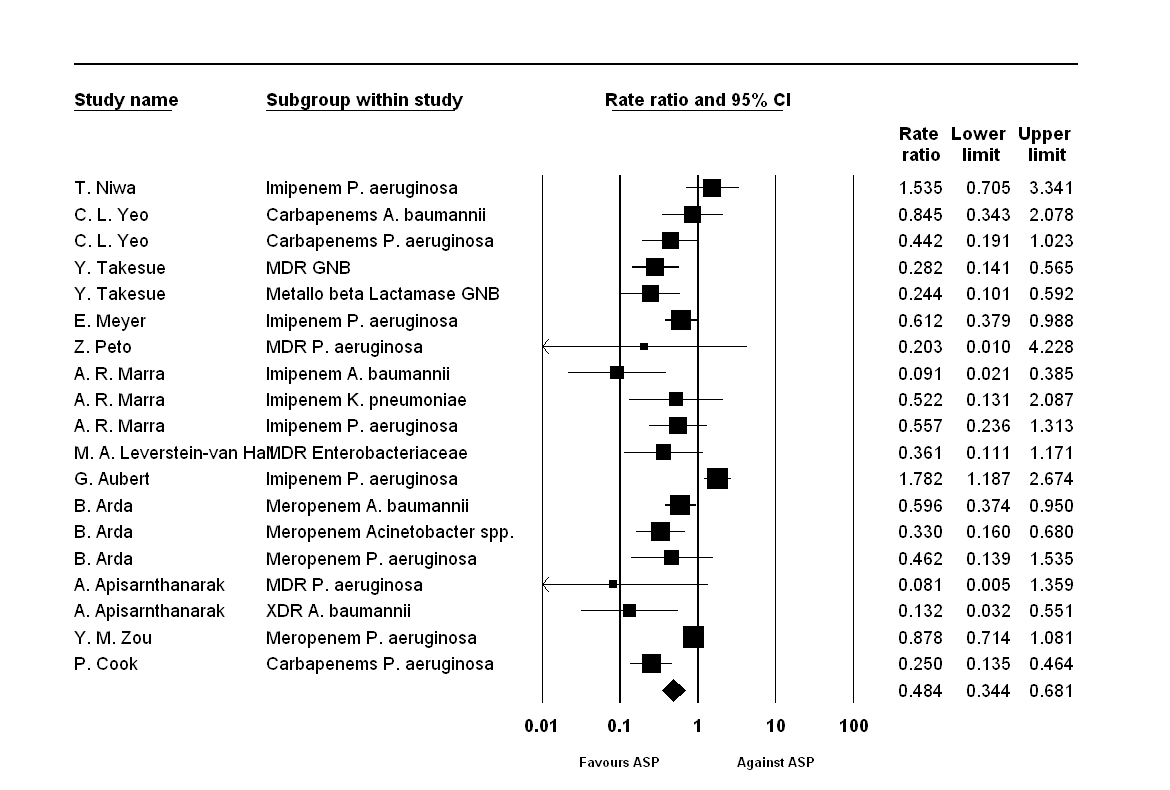 Study name Subgroup within study Rate ratio and 95% CI
Rate Lower Upper
ratio limit limit
T. Niwa Imipenem P. aeruginosa 1.535 0.705 3.341
C. L. Yeo Carbapenems A. baumannii 0.845 0.343 2.078
C. L. Yeo Carbapenems P. aeruginosa 0.442 0.191 1.023
Y. Takesue MDR GNB 0.282 0.141 0.565
Y. Takesue Metallo beta Lactamase GNB 0.244 0.101 0.592
E. Meyer Imipenem P. aeruginosa 0.612 0.379 0.988
Z. Peto MDR P. aeruginosa 0.203 0.010 4.228
A. R. Marra Imipenem A. baumannii 0.091 0.021 0.385
A. R. Marra Imipenem K. pneumoniae 0.522 0.131 2.087
A. R. Marra Imipenem P. aeruginosa 0.557 0.236 1.313
M. A. Leverstein-van MDR Enterobacteriaceae 0.361 0.111 1.171
G. Aubert Imipenem P. aeruginosa 1.782 1.187 2.674
B. Arda Meropenem A. baumannii 0.596 0.374 0.950
B. Arda Meropenem Acinetobacter spp. 0.330 0.160 0.680
B. Arda Meropenem P. aeruginosa 0.462 0.139 1.535
A. Apisarnthanarak MDR P. aeruginosa 0.081 0.005 1.359
A. Apisarnthanarak XDR A. baumannii 0.132 0.032 0.551
Y. M. Zou Meropenem P. aeruginosa 0.878 0.714 1.081
P. Cook Carbapenems P. aeruginosa 0.250 0.135 0.464
0.484 0.344 0.681
0.01 0.1 1 10 100
Favours ASP Against ASP